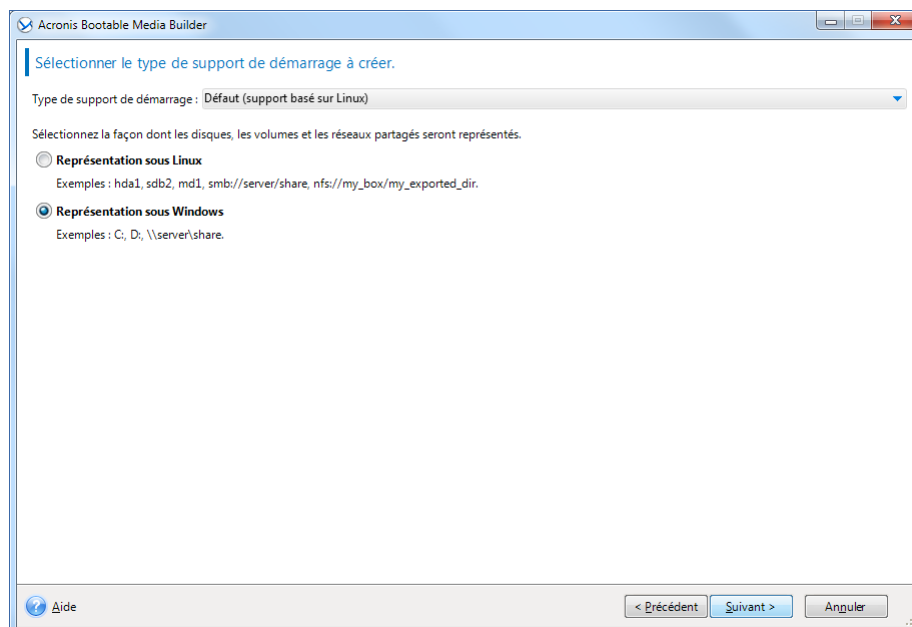 Acronis Bootable Media Builder
Sélectionner le type de support de démarrage à créer.
Type de support de démarrage : Défaut (support basé sur Linux)
Sélectionnez la façon dont les disques, les volumes et les réseaux partagés seront représentés.
Représentation sous Linux
Exemples : hda1, sdb2, md1, smb://server/share, nfs://my_box/my_exported_dir.
Représentation sous Windows
Exemples : C:, D:, \\server\share.
? Aide < Précédent Suivant > Annuler